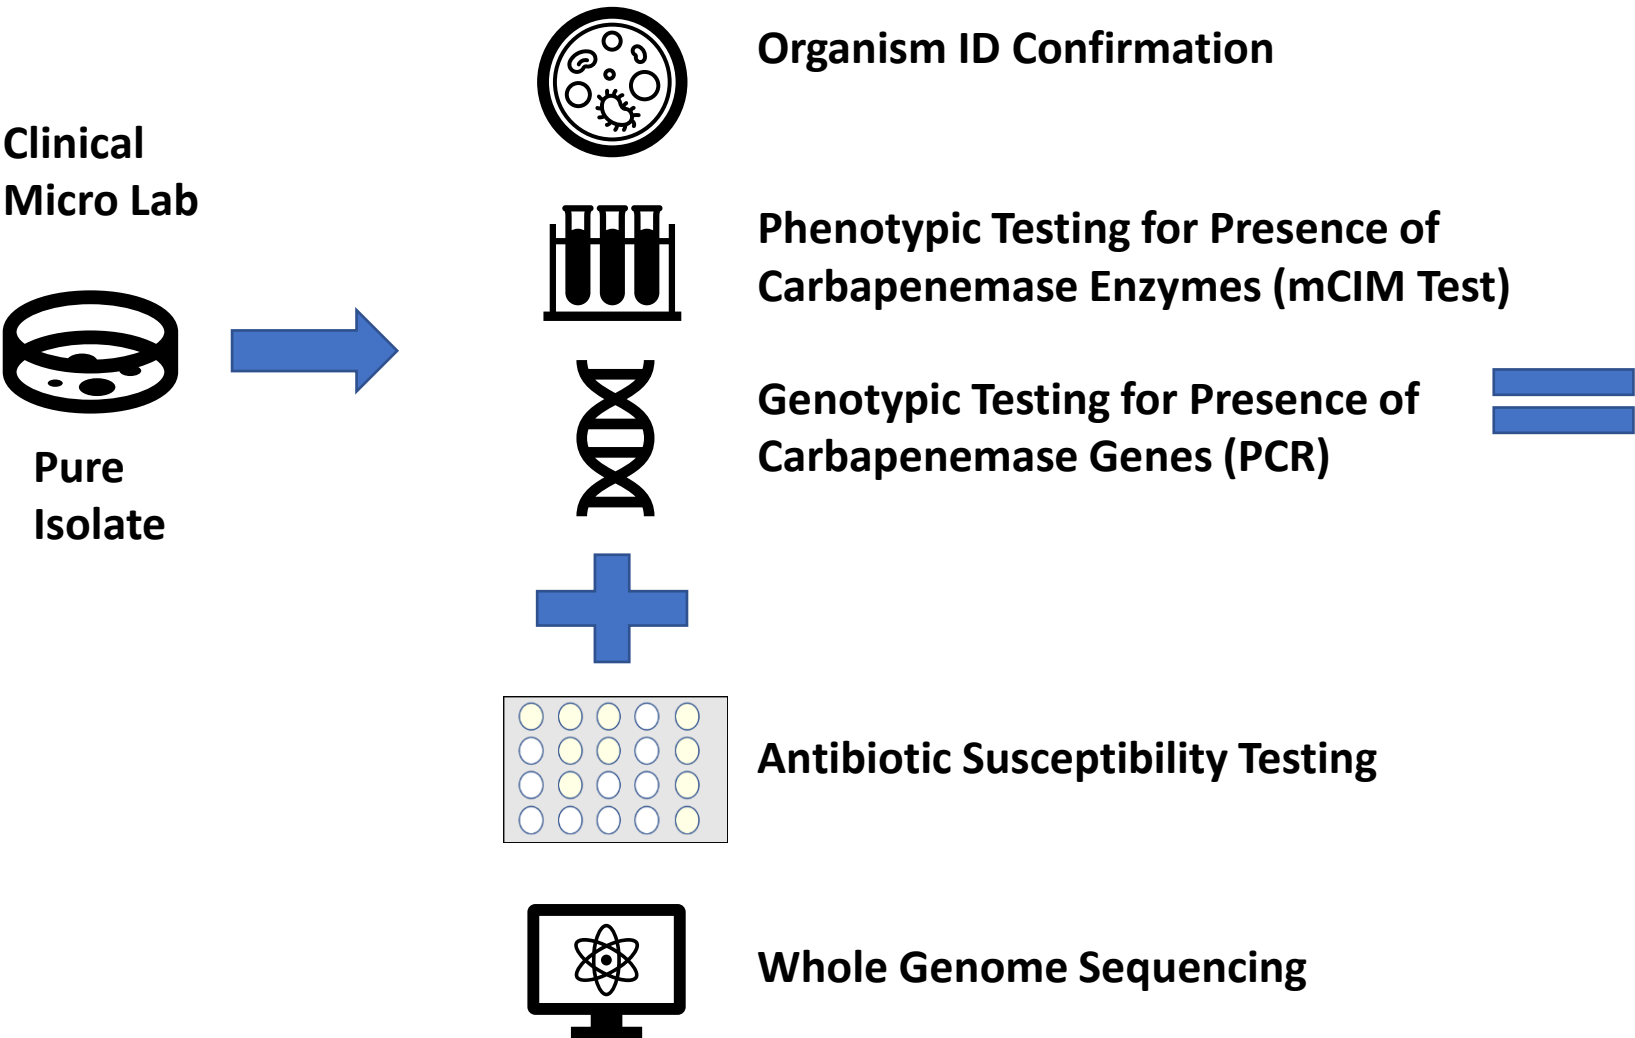 Clinical
Micro Lab
Pure
Isolate
Organism ID Confirmation
Phenotypic Testing for Presence of
Carbapenemase Enzymes (mCIM Test)
Genotypic Testing for Presence of
Carbapenemase Genes (PCR)
Antibiotic Susceptibility Testing
Whole Genome Sequencing